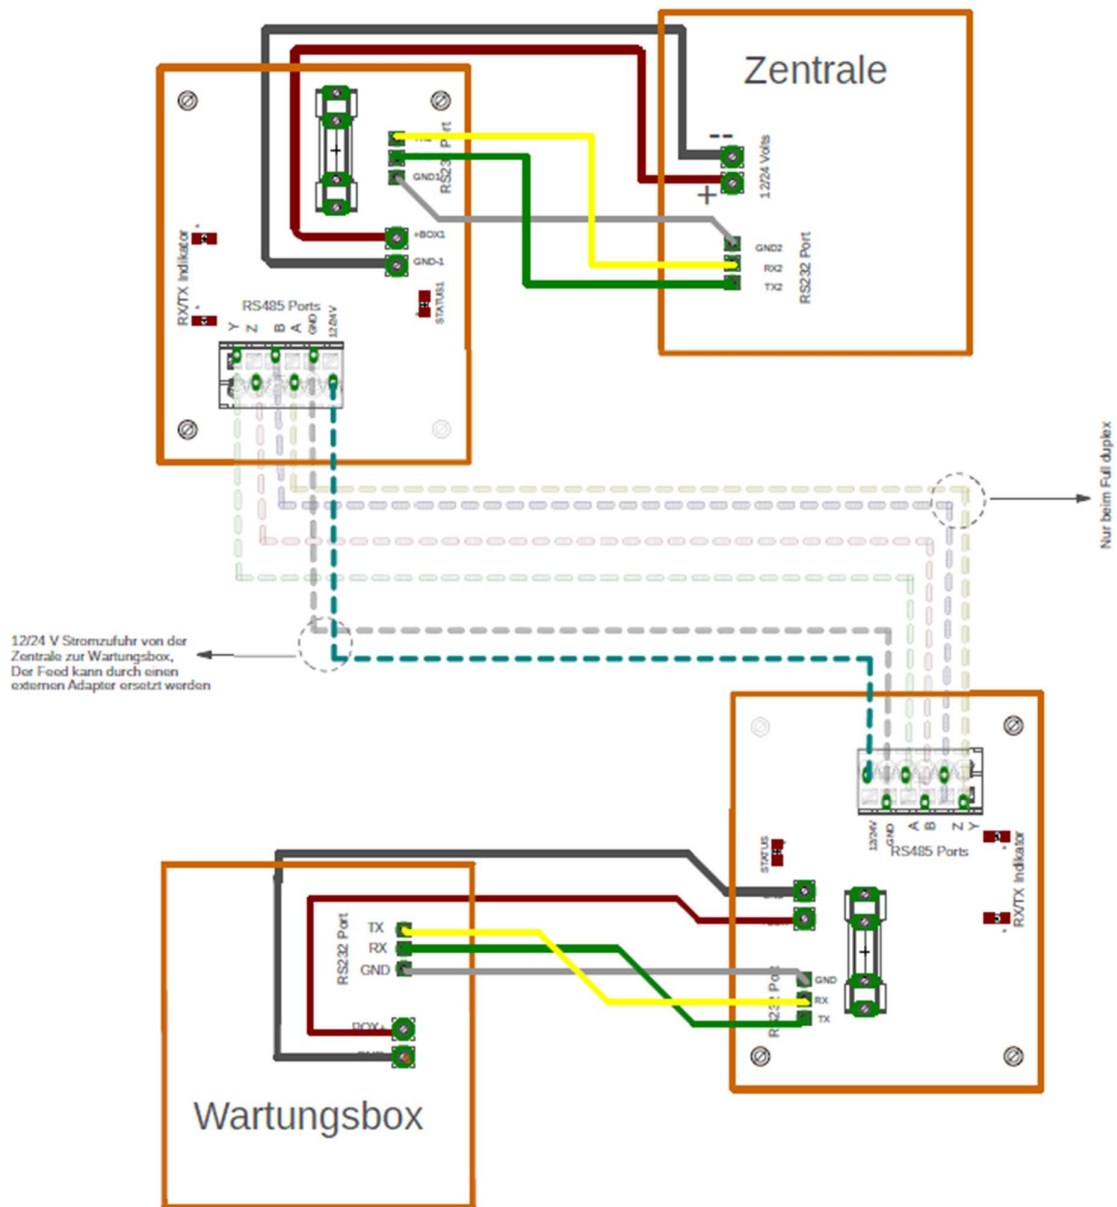 Zentrale
--
12/24 Volts
+
RS232 Port
GND1
GND2
RX2
TX2
RS232 Port
+BOX1
GND-1
STATUS1
RX/TX Indikator
RS485 Ports
Y
Z
B
A
GND
12/24V
Nur beim Full duplex
12/24 V Stromzufuhr von der
Zentrale zur Wartungsbox,
Der Feed kann durch einen
externen Adapter ersetzt werden
12/24V
GND
A
B
Z
Y
RS485 Ports
STATUS
RX/TX Indikator
RS232 Port
TX
RX
GND
BOX+
GND
RX
TX
RS232 Port
Wartungsbox